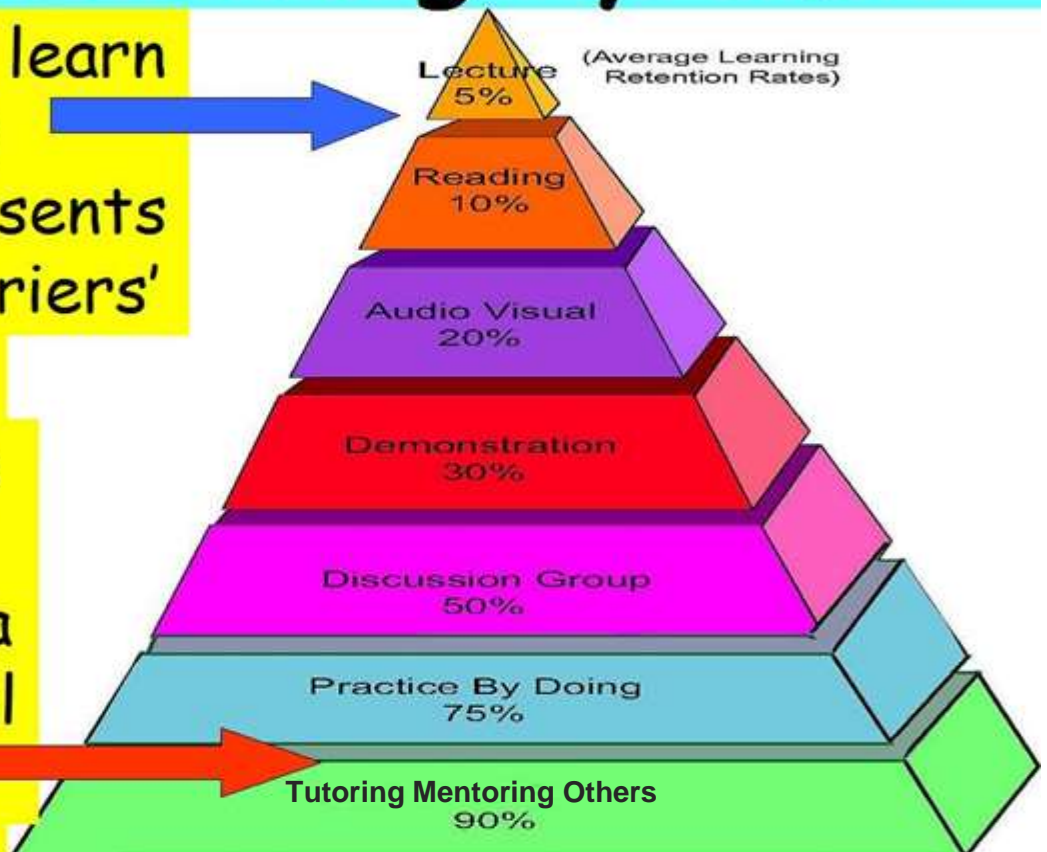 learn
sents
riers'
a
l
Lecture
5%
(Average Learning
Retention Rates)
Reading
10%
Audio Visual
20%
Demonstration
30%
Discussion Group
50%
Practice By Doing
75%
Tutoring Mentoring Others
90%